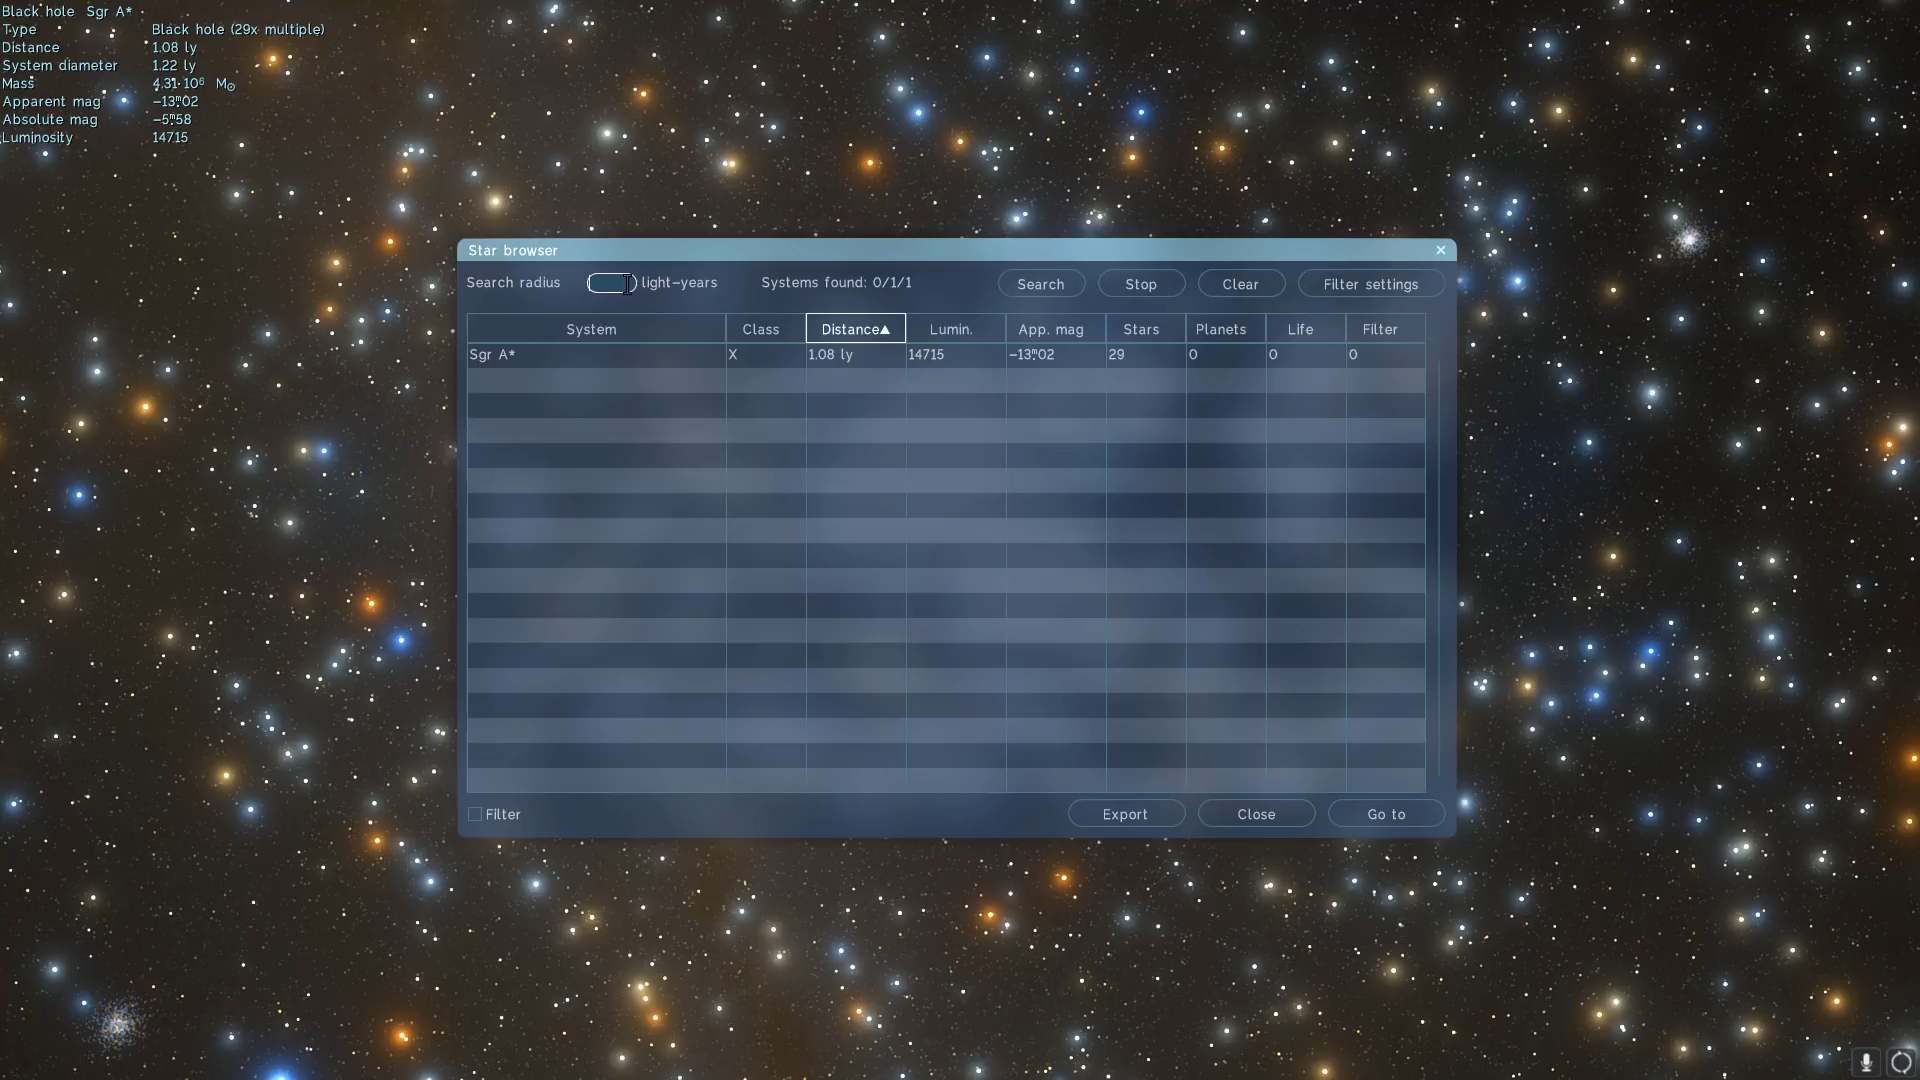 Black hole Sgr A*
Type Black hole (29x multiple)
Distance 1.08 ly
System diameter 1.22 ly
Mass 4.31·10⁶ M☉
Apparent mag −13ᵐ02
Absolute mag −5ᵐ58
Luminosity 14715
Star browser ×
Search radius light−years Systems found: 0/1/1 Search Stop Clear Filter settings
System Class Distance▲ Lumin. App. mag Stars Planets Life Filter
Sgr A* X 1.08 ly 14715 −13ᵐ02 29 0 0 0
Filter Export Close Go to